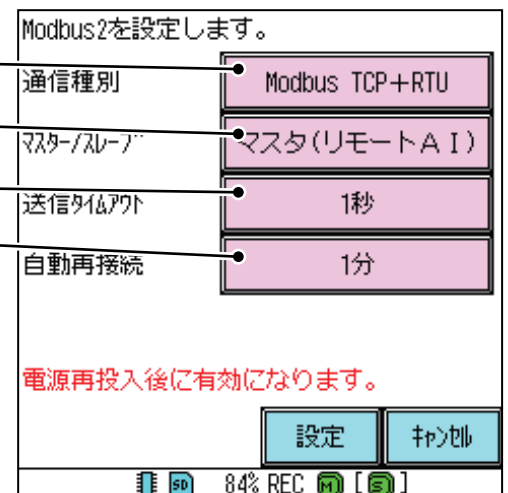 Modbus2を設定します。
通信種別 Modbus TCP+RTU
ﾏｽﾀｰ/ｽﾚｰﾌﾞ マスタ(リモートAI)
送信ﾀｲﾑｱｳﾄ 1秒
自動再接続 1分
電源再投入後に有効になります。
設定 ｷｬﾝｾﾙ
SD 84% REC M [S]